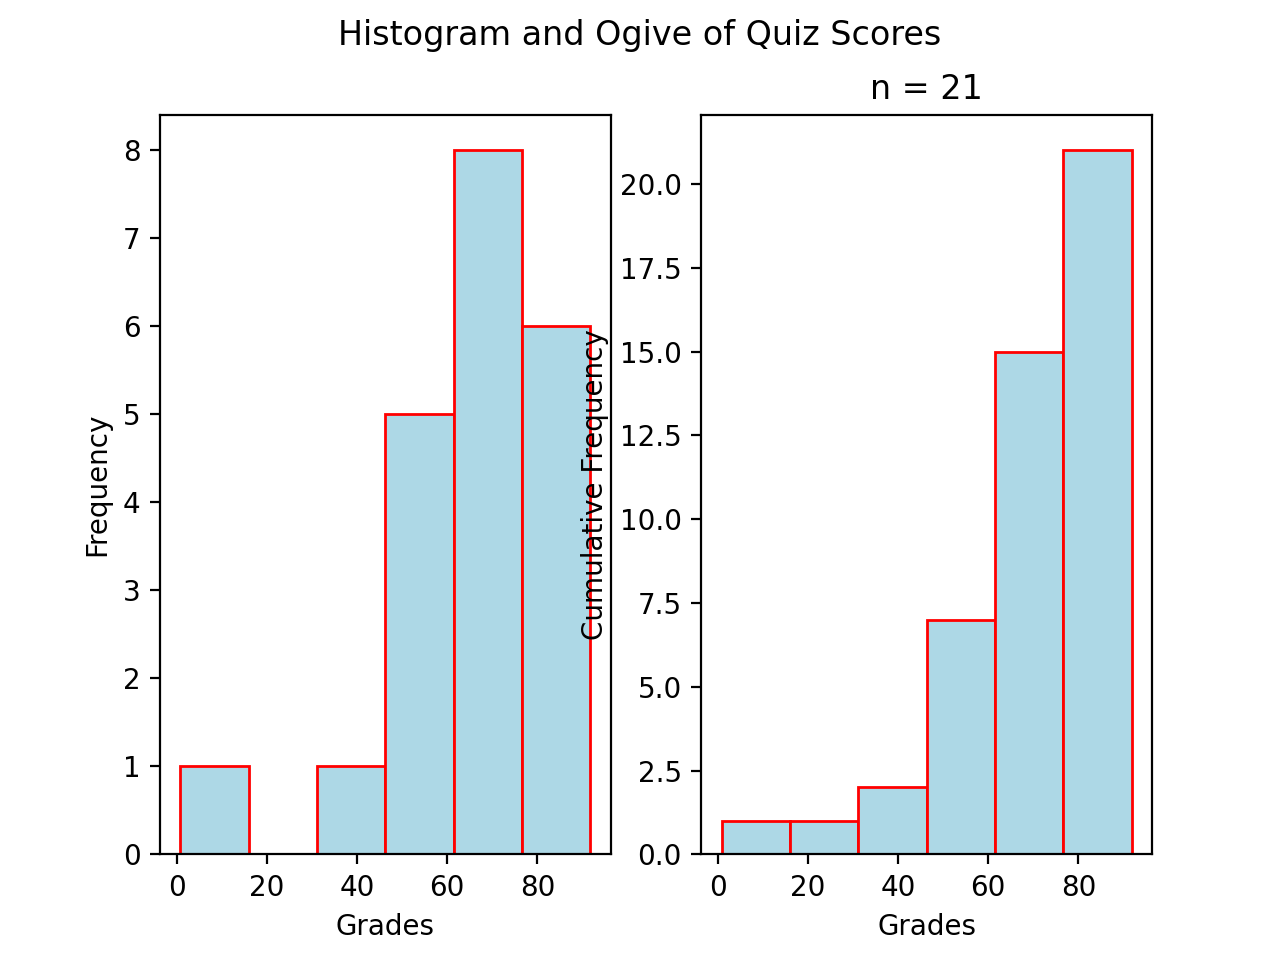 Histogram and Ogive of Quiz Scores
Frequency
8
7
6
5
4
3
2
1
0
0 20 40 60 80
Grades
n = 21
Cumulative Frequency
20.0
17.5
15.0
12.5
10.0
7.5
5.0
2.5
0.0
0 20 40 60 80
Grades